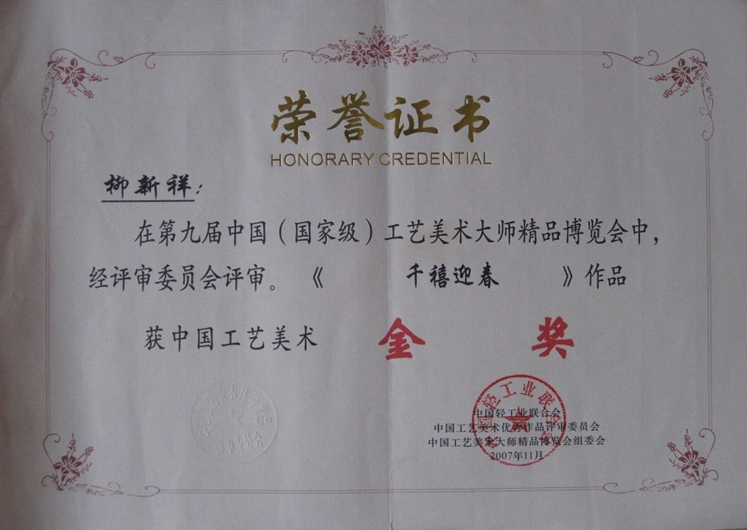 荣誉证书
HONORARY CREDENTIAL
柳新祥:
在第九届中国(国家级)工艺美术大师精品博览会中,
经评审委员会评审。《 千禧迎春 》作品
获中国工艺美术 金 奖
中国轻工业联合会
中国工艺美术优秀作品评审委员会
中国工艺美术大师精品博览会组委会
2007年11月